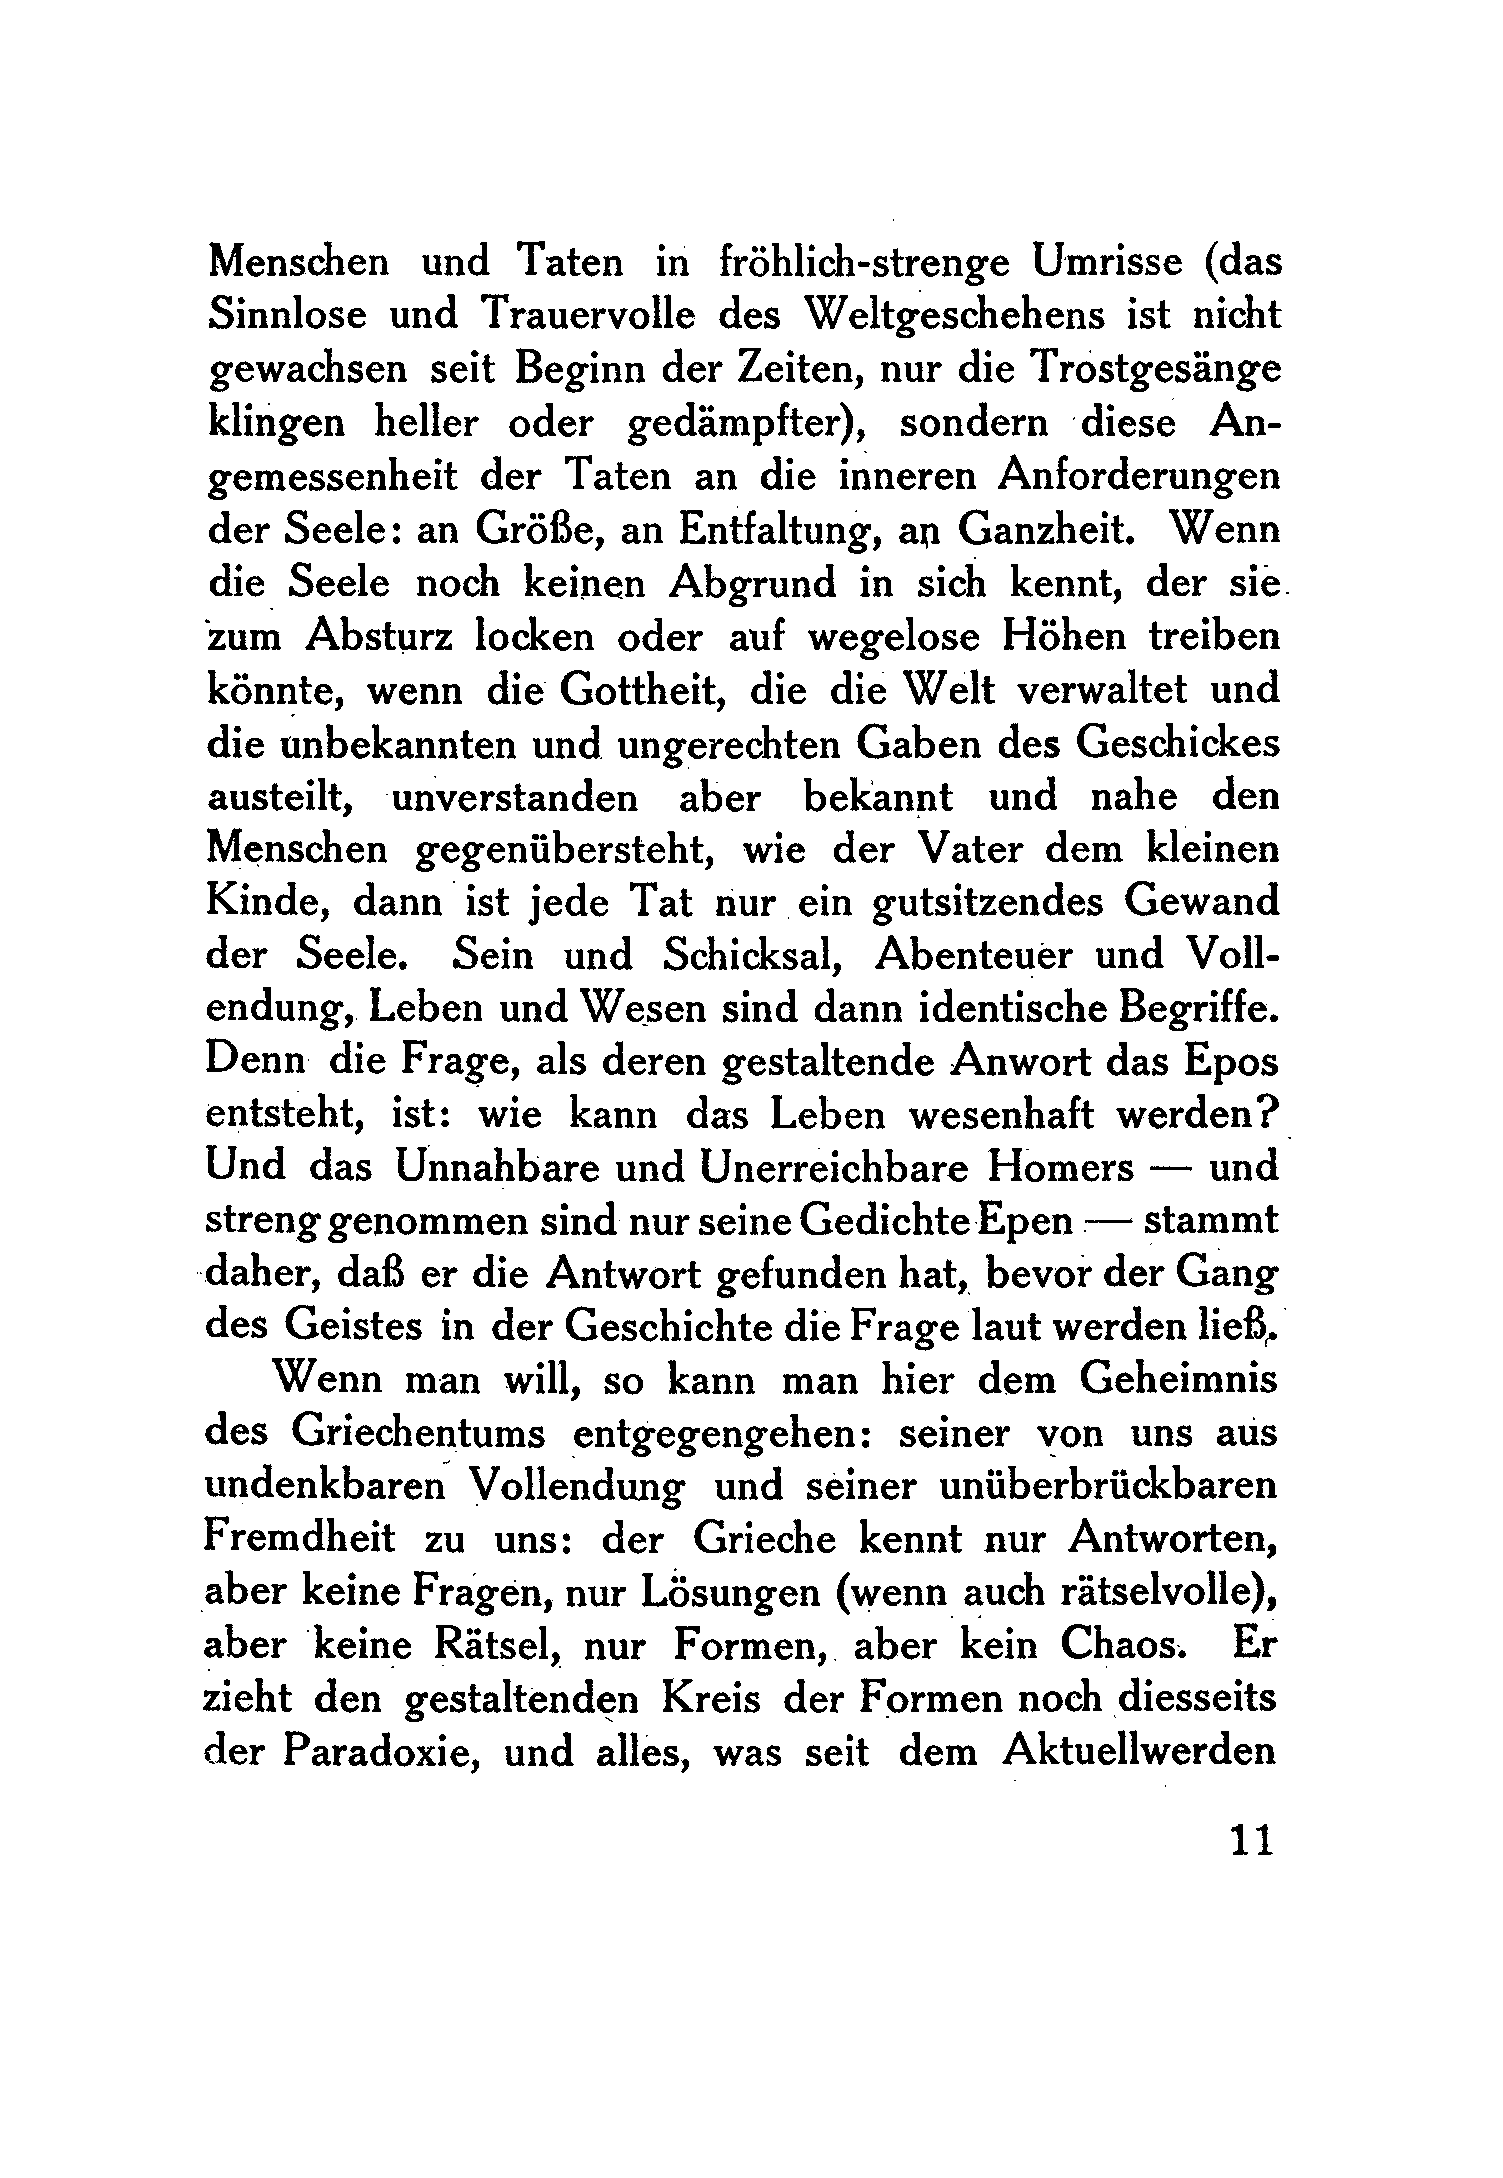 Menschen und Taten in fröhlich-strenge Umrisse (das
Sinnlose und Trauervolle des Weltgeschehens ist nicht
gewachsen seit Beginn der Zeiten, nur die Trostgesänge
klingen heller oder gedämpfter), sondern diese An-
gemessenheit der Taten an die inneren Anforderungen
der Seele: an Größe, an Entfaltung, an Ganzheit. Wenn
die Seele noch keinen Abgrund in sich kennt, der sie
zum Absturz locken oder auf wegelose Höhen treiben
könnte, wenn die Gottheit, die die Welt verwaltet und
die unbekannten und ungerechten Gaben des Geschickes
austeilt, unverstanden aber bekannt und nahe den
Menschen gegenübersteht, wie der Vater dem kleinen
Kinde, dann ist jede Tat nur ein gutsitzendes Gewand
der Seele. Sein und Schicksal, Abenteuer und Voll-
endung, Leben und Wesen sind dann identische Begriffe.
Denn die Frage, als deren gestaltende Anwort das Epos
entsteht, ist: wie kann das Leben wesenhaft werden?
Und das Unnahbare und Unerreichbare Homers — und
streng genommen sind nur seine Gedichte Epen — stammt
daher, daß er die Antwort gefunden hat, bevor der Gang
des Geistes in der Geschichte die Frage laut werden ließ.
Wenn man will, so kann man hier dem Geheimnis
des Griechentums entgegengehen: seiner von uns aus
undenkbaren Vollendung und seiner unüberbrückbaren
Fremdheit zu uns: der Grieche kennt nur Antworten,
aber keine Fragen, nur Lösungen (wenn auch rätselvolle),
aber keine Rätsel, nur Formen, aber kein Chaos. Er
zieht den gestaltenden Kreis der Formen noch diesseits
der Paradoxie, und alles, was seit dem Aktuellwerden
11